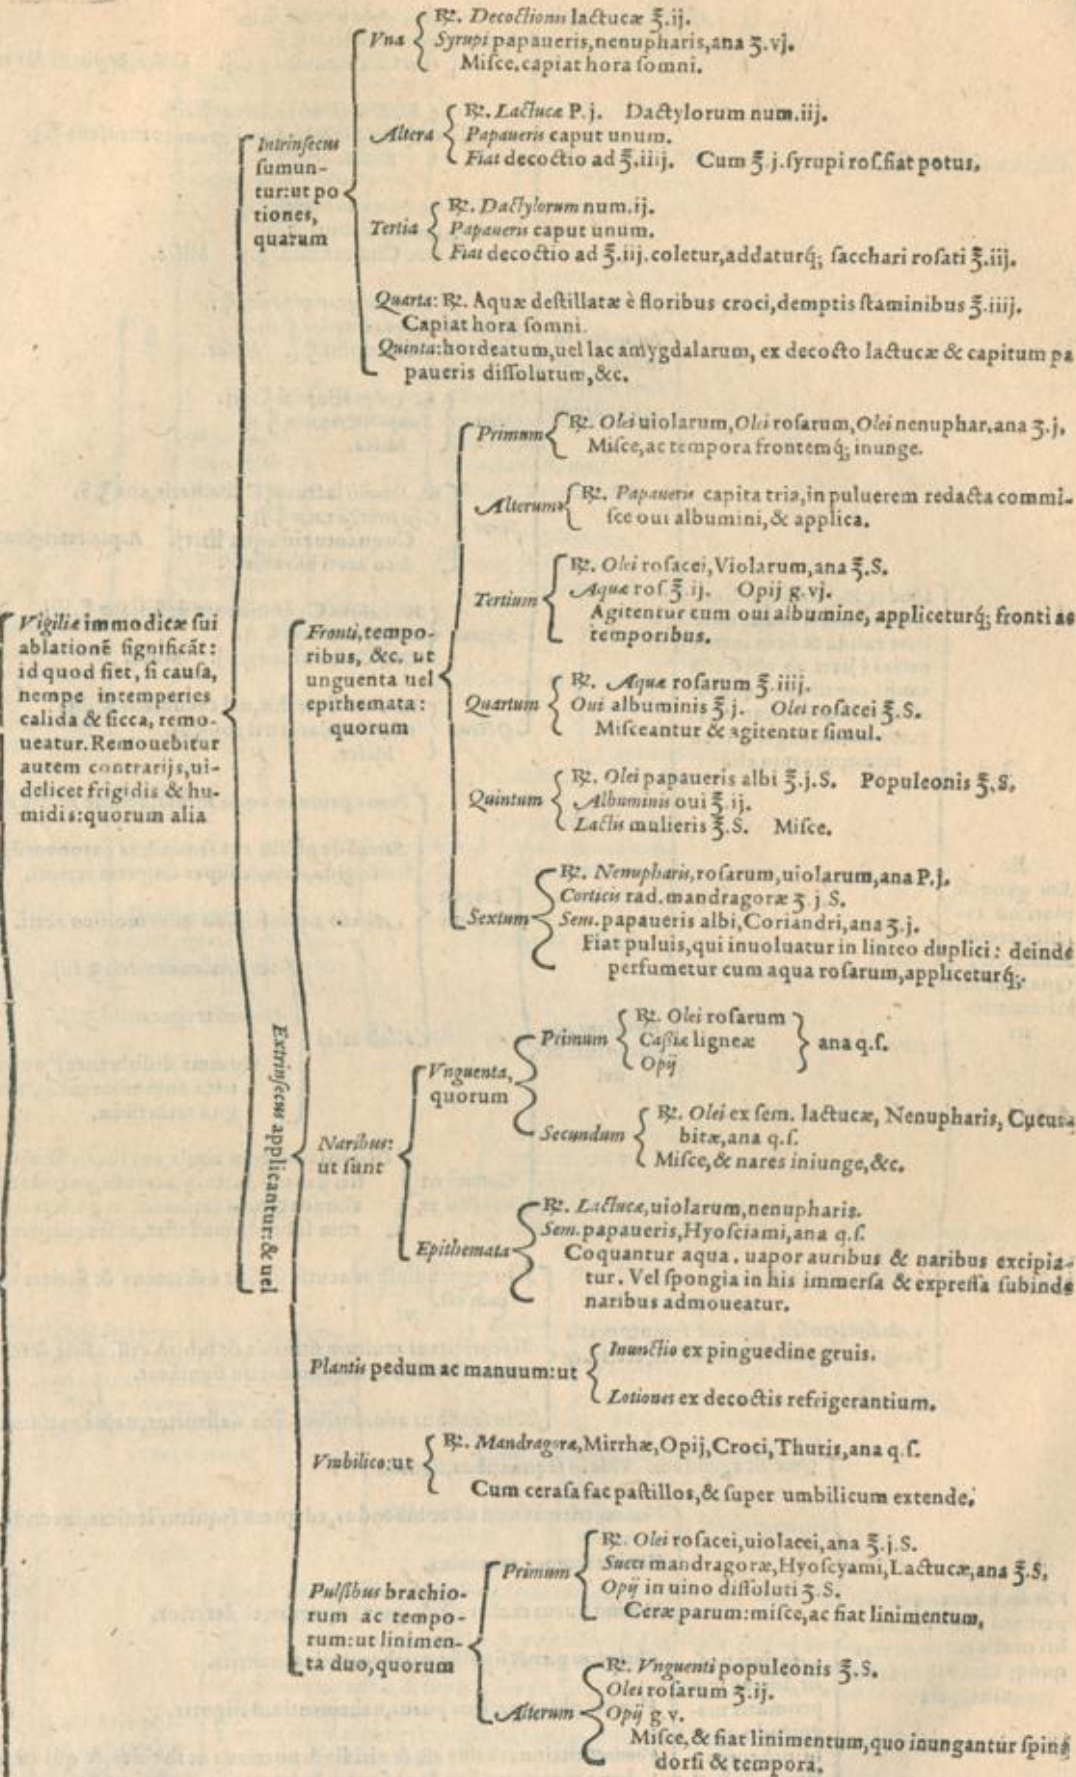 Vigiliæ immodicæ sui
ablationē significāt:
id quod fiet, si causa,
nempe intemperies
calida & sicca, remo-
ueatur. Remouebitur
autem contrarijs, ui-
delicet frigidis & hu-
midis: quorum alia
Intrinsecus
sumun-
tur: ut po
tiones,
quarum
Vna
℞. Decoctionis lactucæ ℥.ij.
Syrupi papaueris, nenupharis, ana ʒ.vj.
Misce. capiat hora somni.
Altera
℞. Lactucæ P.j. Dactylorum num.iij.
Papaueris caput unum.
Fiat decoctio ad ℥.iiij. Cum ℥.j. syrupi ros. fiat potus.
Tertia
℞. Dactylorum num.ij.
Papaueris caput unum.
Fiat decoctio ad ℥.iij. coletur, addaturq́; sacchari rosati ℥.iij.
Quarta: ℞. Aquæ destillatæ è floribus croci, demptis staminibus ℥.iiij.
Capiat hora somni.
Quinta: hordeatum, uel lac amygdalarum, ex decocto lactucæ & capitum pa
paueris dissolutum, &c.
Extrinsecus applicantur: & uel
Fronti, tempo-
ribus, &c. ut
unguenta uel
epithemata:
quorum
Primum
℞. Olei uiolarum, Olei rosarum, Olei nenuphar. ana ʒ.j.
Misce, ac tempora frontemq́; inunge.
Alterum
℞. Papaueris capita tria, in puluerem redacta commi-
sce oui albumini, & applica.
Tertium
℞. Olei rosacei, Violarum, ana ℥.S.
Aquæ ros ℥.ij. Opij g.vj.
Agitentur cum oui albumine, appliceturq́; fronti ac
temporibus.
Quartum
℞. Aquæ rosarum ℥.iiij.
Oui albuminis ℥ j. Olei rosacei ℥.S.
Misceantur & agitentur simul.
Quintum
℞. Olei papaueris albi ℥.j.S. Populeonis ℥.S.
Albuminis oui ℥.ij.
Lactis mulieris ℥.S. Misce.
Sextum
℞. Nenupharis, rosarum, uiolarum, ana P.j.
Corticis rad. mandragoræ ʒ.j S.
Sem. papaueris albi, Coriandri, ana ʒ.j.
Fiat puluis, qui inuoluatur in linteo duplici: deinde
perfumetur cum aqua rosarum, appliceturq́;.
Naribus:
ut sunt
Vnguenta,
quorum
Primum
℞. Olei rosarum
Cassiæ ligneæ
Opij
ana q.s.
Secundum
℞. Olei ex sem. lactucæ, Nenupharis, Cucur-
bitæ, ana q.s.
Misce, & nares iniunge, &c.
Epithemata
℞. Lactucæ, uiolarum, nenupharis.
Sem. papaueris, Hyosciami, ana q.s.
Coquantur aqua. uapor auribus & naribus excipia-
tur. Vel spongia in his immersa & expressa subinde
naribus admoueatur.
Plantis pedum ac manuum: ut
Inunctio ex pinguedine gruis.
Lotiones ex decoctis refrigerantium.
Vmbilico: ut
℞. Mandragoræ, Mirrhæ, Opij, Croci, Thuris, ana q.s.
Cum cerasa fac pastillos, & super umbilicum extende.
Pulsibus brachio-
rum ac tempo-
rum: ut linimen-
ta duo, quorum
Primum
℞. Olei rosacei, uiolacei, ana ℥.j.S.
Succi mandragoræ, Hyoscyami, Lactucæ, ana ℥.S.
Opij in uino dissoluti ʒ.S.
Ceræ parum: misce, ac fiat linimentum.
Alterum
℞. Vnguenti populeonis ℥.S.
Olei rosarum ʒ.ij.
Opij g v.
Misce, & fiat linimentum, quo inungantur spina
dorsi & tempora.